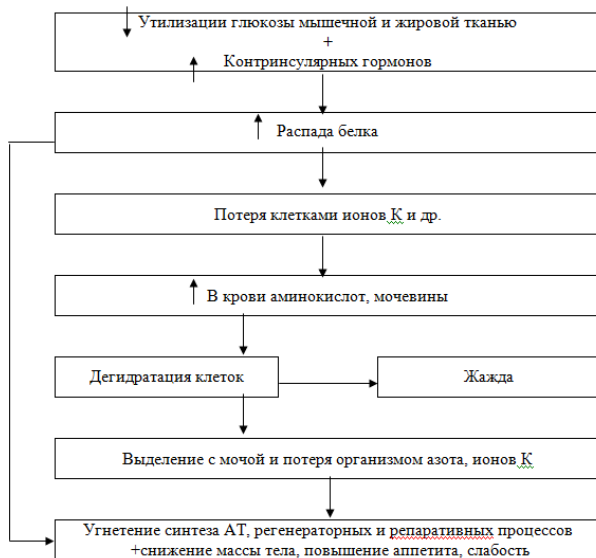 Утилизации глюкозы мышечной и жировой тканью
+
Контринсулярных гормонов
Распада белка
Потеря клетками ионов К и др.
В крови аминокислот, мочевины
Дегидратация клеток
Жажда
Выделение с мочой и потеря организмом азота, ионов К
Угнетение синтеза АТ, регенераторных и репаративных процессов
+снижение массы тела, повышение аппетита, слабость